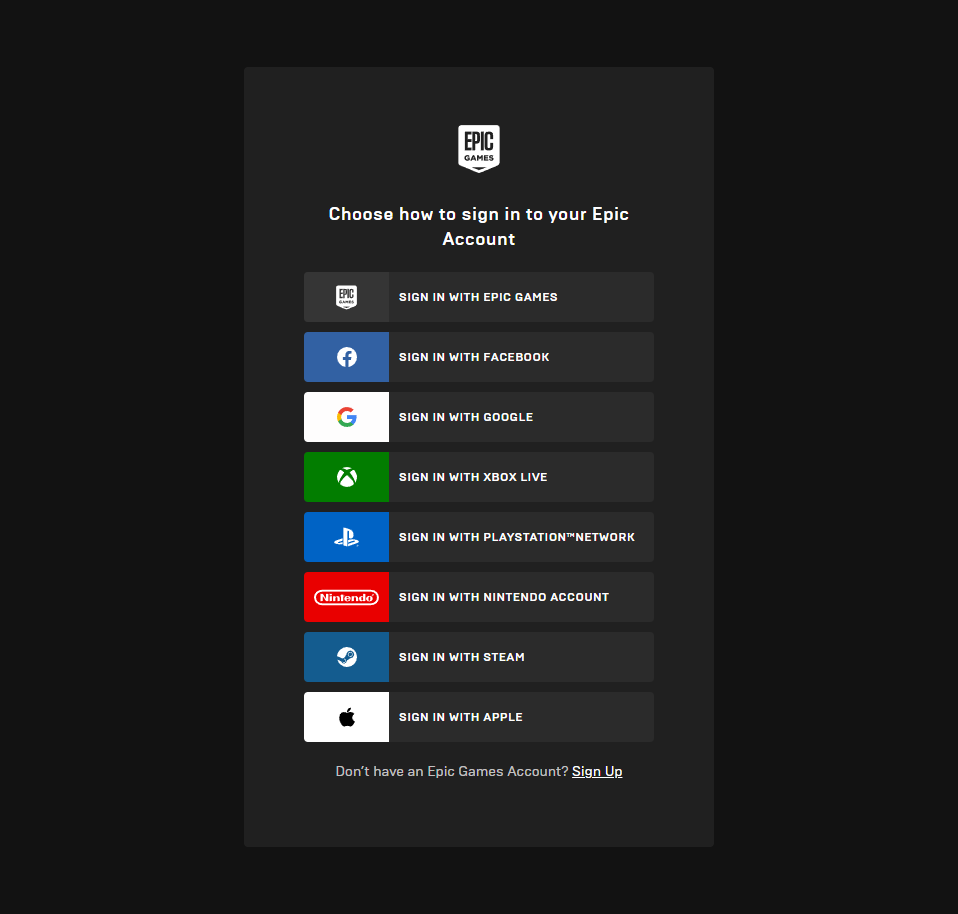 EPIC
GAMES
Choose how to sign in to your Epic
Account
EPIC
GAMES
SIGN IN WITH EPIC GAMES
SIGN IN WITH FACEBOOK
SIGN IN WITH GOOGLE
SIGN IN WITH XBOX LIVE
SIGN IN WITH PLAYSTATION™NETWORK
Nintendo
SIGN IN WITH NINTENDO ACCOUNT
SIGN IN WITH STEAM
SIGN IN WITH APPLE
Don’t have an Epic Games Account? Sign Up